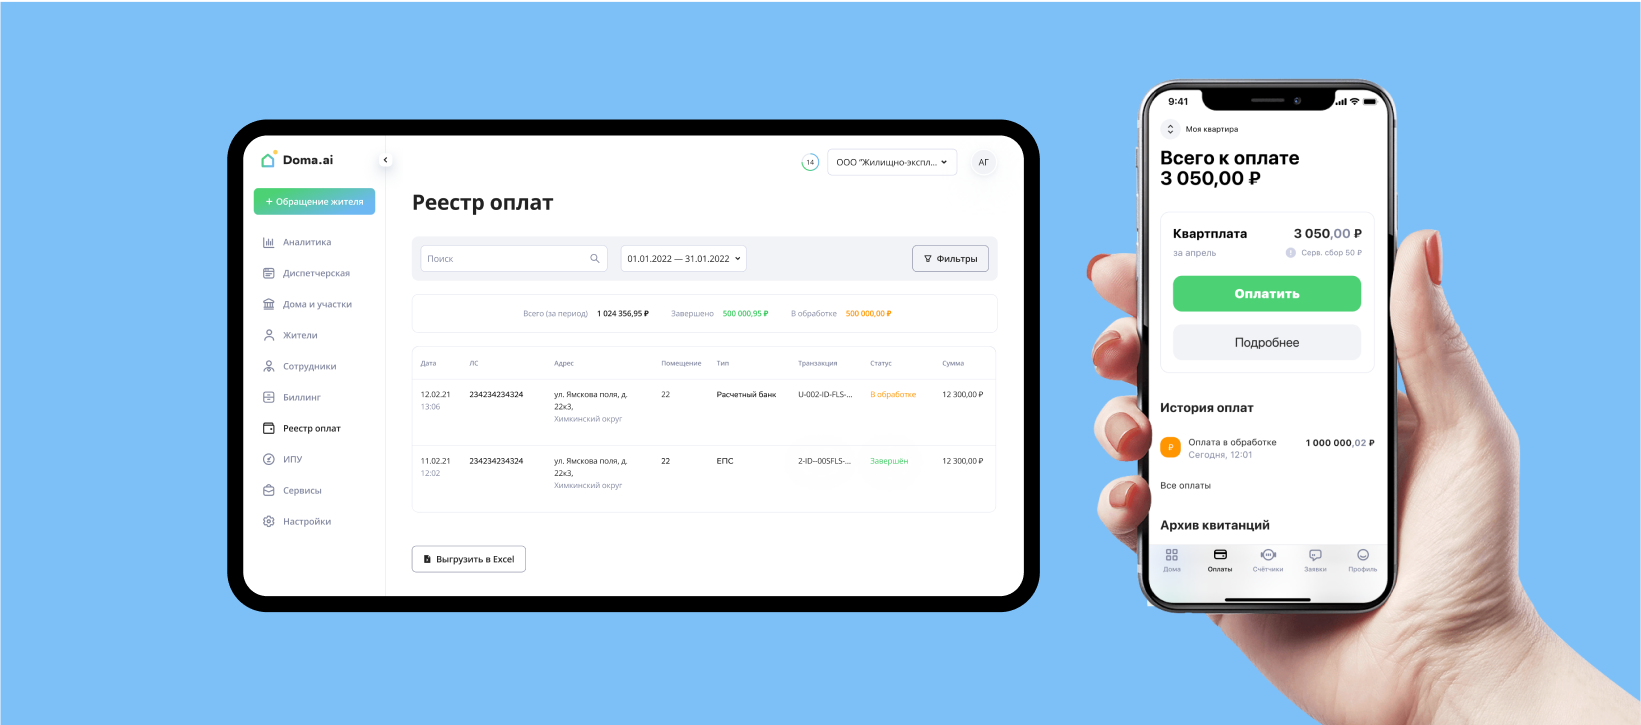 Doma.ai
14
ООО "Жилищно-экспл...
АГ
+ Обращение жителя
Аналитика
Диспетчерская
Дома и участки
Жители
Сотрудники
Биллинг
Реестр оплат
ИПУ
Сервисы
Настройки
Реестр оплат
Поиск
01.01.2022 — 31.01.2022
Фильтры
Всего (за период) 1 024 356,95 ₽ Завершено 500 000,95 ₽ В обработке 500 000,00 ₽
Дата ЛС Адрес Помещение Тип Транзакция Статус Сумма
12.02.21 234234234324 ул. Ямскова поля, д. 22 Расчетный банк U-002-ID-FLS-... В обработке 12 300,00 ₽
13:06 22к3,
Химкинский округ
11.02.21 234234234324 ул. Ямскова поля, д. 22 ЕПС 2-ID--00SFLS-... Завершён 12 300,00 ₽
12:02 22к3,
Химкинский округ
Выгрузить в Excel
9:41
Моя квартира
Всего к оплате
3 050,00 ₽
Квартплата 3 050,00 ₽
за апрель ! Серв. сбор 50 ₽
Оплатить
Подробнее
История оплат
Р Оплата в обработке 1 000 000,02 ₽
Сегодня, 12:01
Все оплаты
Архив квитанций
Дома Оплаты Счётчики Заявки Профиль